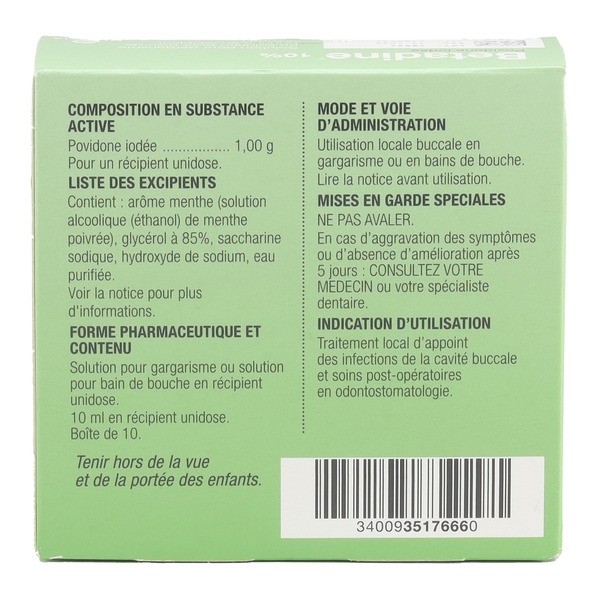 Betadine 10%
COMPOSITION EN SUBSTANCE
ACTIVE
Povidone iodée ................. 1,00 g
Pour un récipient unidose.
LISTE DES EXCIPIENTS
Contient : arôme menthe (solution
alcoolique (éthanol) de menthe
poivrée), glycérol à 85%, saccharine
sodique, hydroxyde de sodium, eau
purifiée.
Voir la notice pour plus
d'informations.
FORME PHARMACEUTIQUE ET
CONTENU
Solution pour gargarisme ou solution
pour bain de bouche en récipient
unidose.
10 ml en récipient unidose.
Boîte de 10.
Tenir hors de la vue
et de la portée des enfants.
MODE ET VOIE
D'ADMINISTRATION
Utilisation locale buccale en
gargarisme ou en bains de bouche.
Lire la notice avant utilisation.
MISES EN GARDE SPECIALES
NE PAS AVALER.
En cas d'aggravation des symptômes
ou d'absence d'amélioration après
5 jours : CONSULTEZ VOTRE
MEDECIN ou votre spécialiste
dentaire.
INDICATION D'UTILISATION
Traitement local d'appoint
des infections de la cavité buccale
et soins post-opératoires
en odontostomatologie.
3400935176660